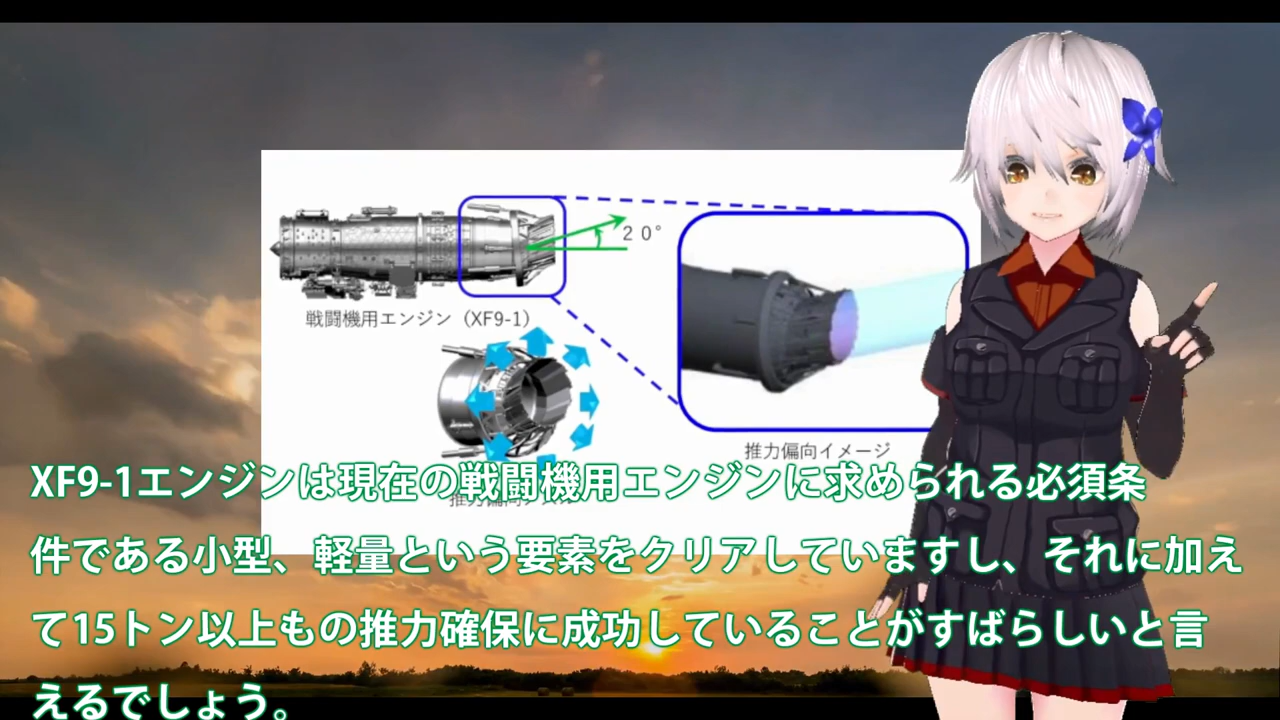 20°
戦闘機用エンジン（XF9-1）
推力偏向イメージ
XF9-1エンジンは現在の戦闘機用エンジンに求められる必須条
件である小型、軽量という要素をクリアしていますし、それに加え
て15トン以上もの推力確保に成功していることがすばらしいと言
えるでしょう。